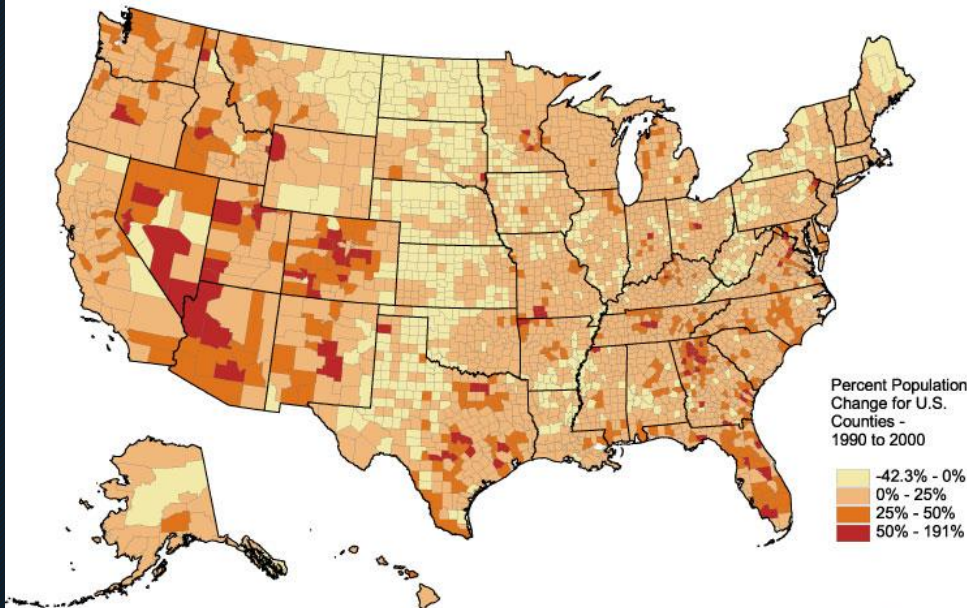 Percent Population
Change for U.S.
Counties -
1990 to 2000
-42.3% - 0%
0% - 25%
25% - 50%
50% - 191%